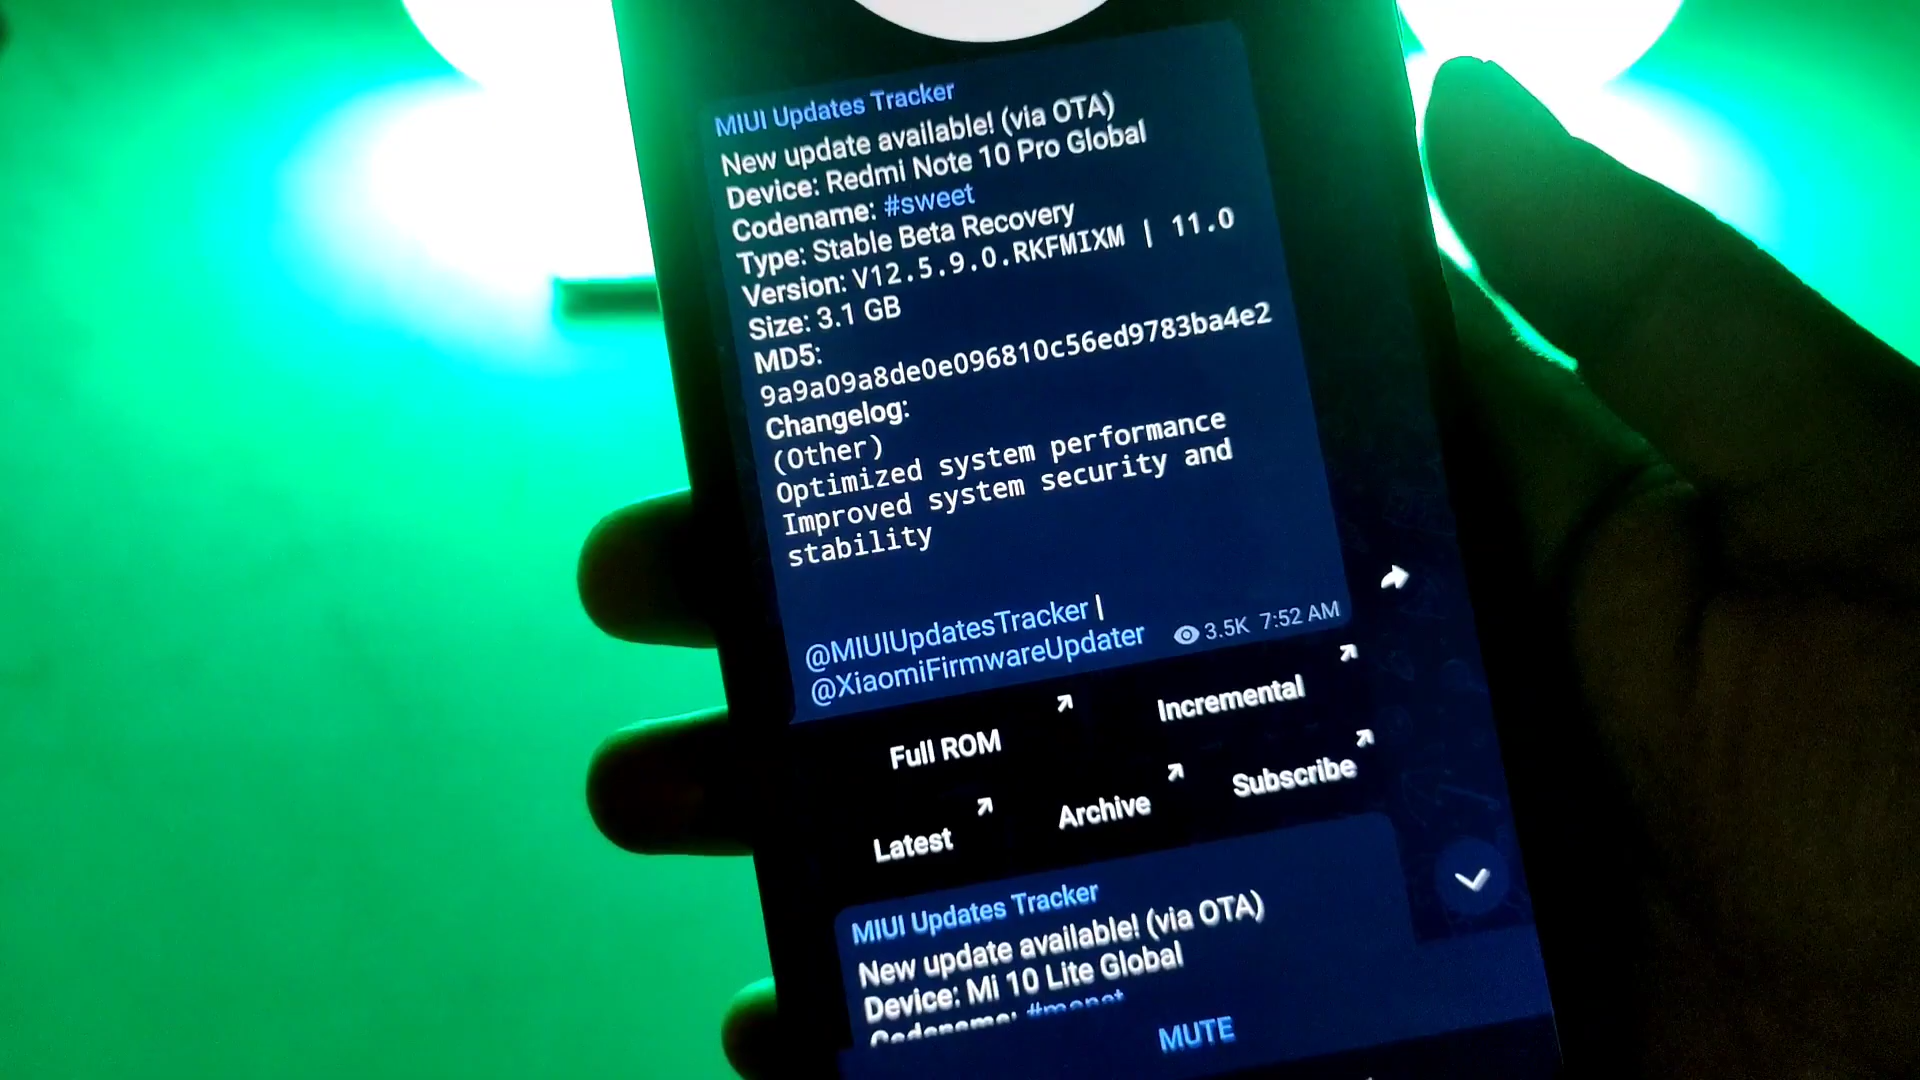 MIUI Updates Tracker
New update available! (via OTA)
Device: Redmi Note 10 Pro Global
Codename: #sweet
Type: Stable Beta Recovery
Version: V12.5.9.0.RKFMIXM | 11.0
Size: 3.1 GB
MD5:
9a9a09a8de0e096810c56ed9783ba4e2
Changelog:
(Other)
Optimized system performance
Improved system security and
stability
@MIUIUpdatesTracker |
@XiaomiFirmwareUpdater 3.5K 7:52 AM
Full ROM Incremental
Latest Archive Subscribe
MIUI Updates Tracker
New update available! (via OTA)
Device: Mi 10 Lite Global
Codename: #monet
MUTE